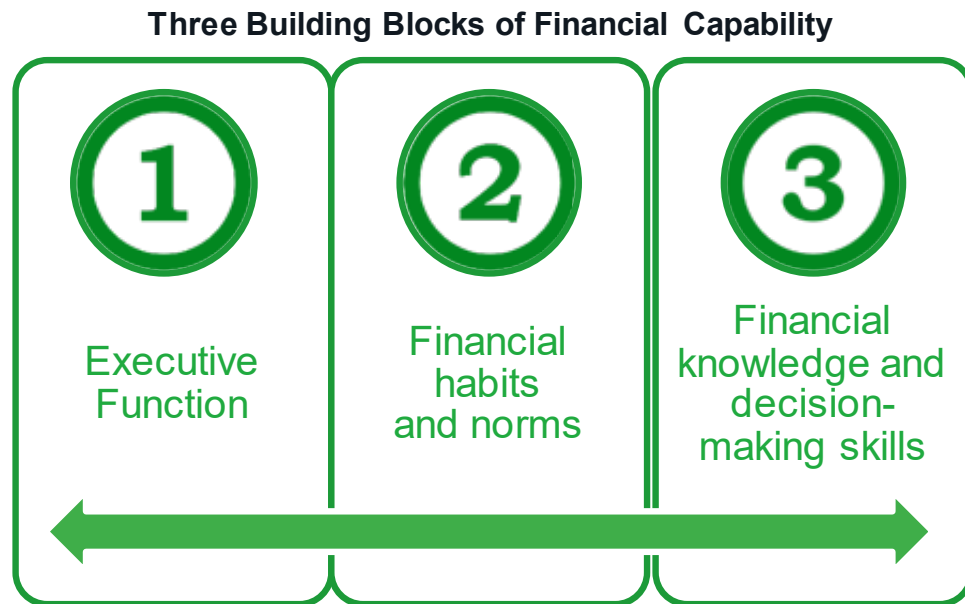 Three Building Blocks of Financial Capability
1
Executive
Function
2
Financial
habits
and norms
3
Financial
knowledge and
decision-
making skills